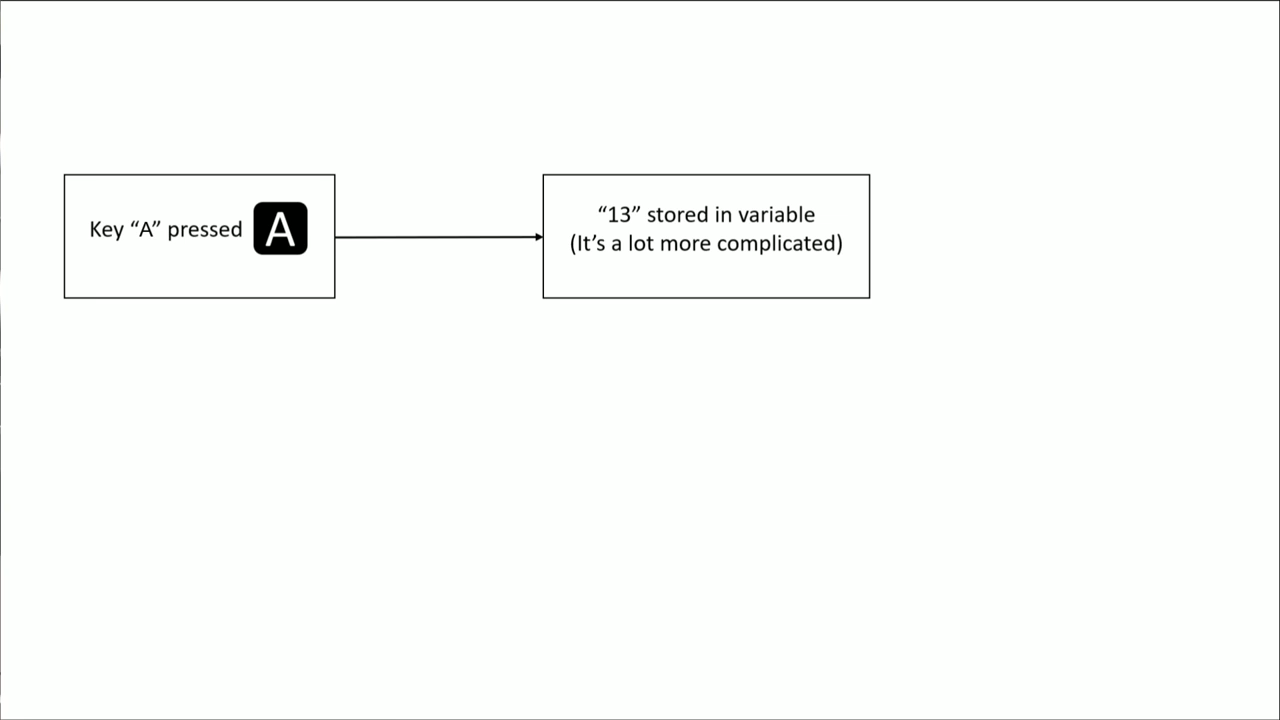 Key “A” pressed
A
“13” stored in variable
(It’s a lot more complicated)